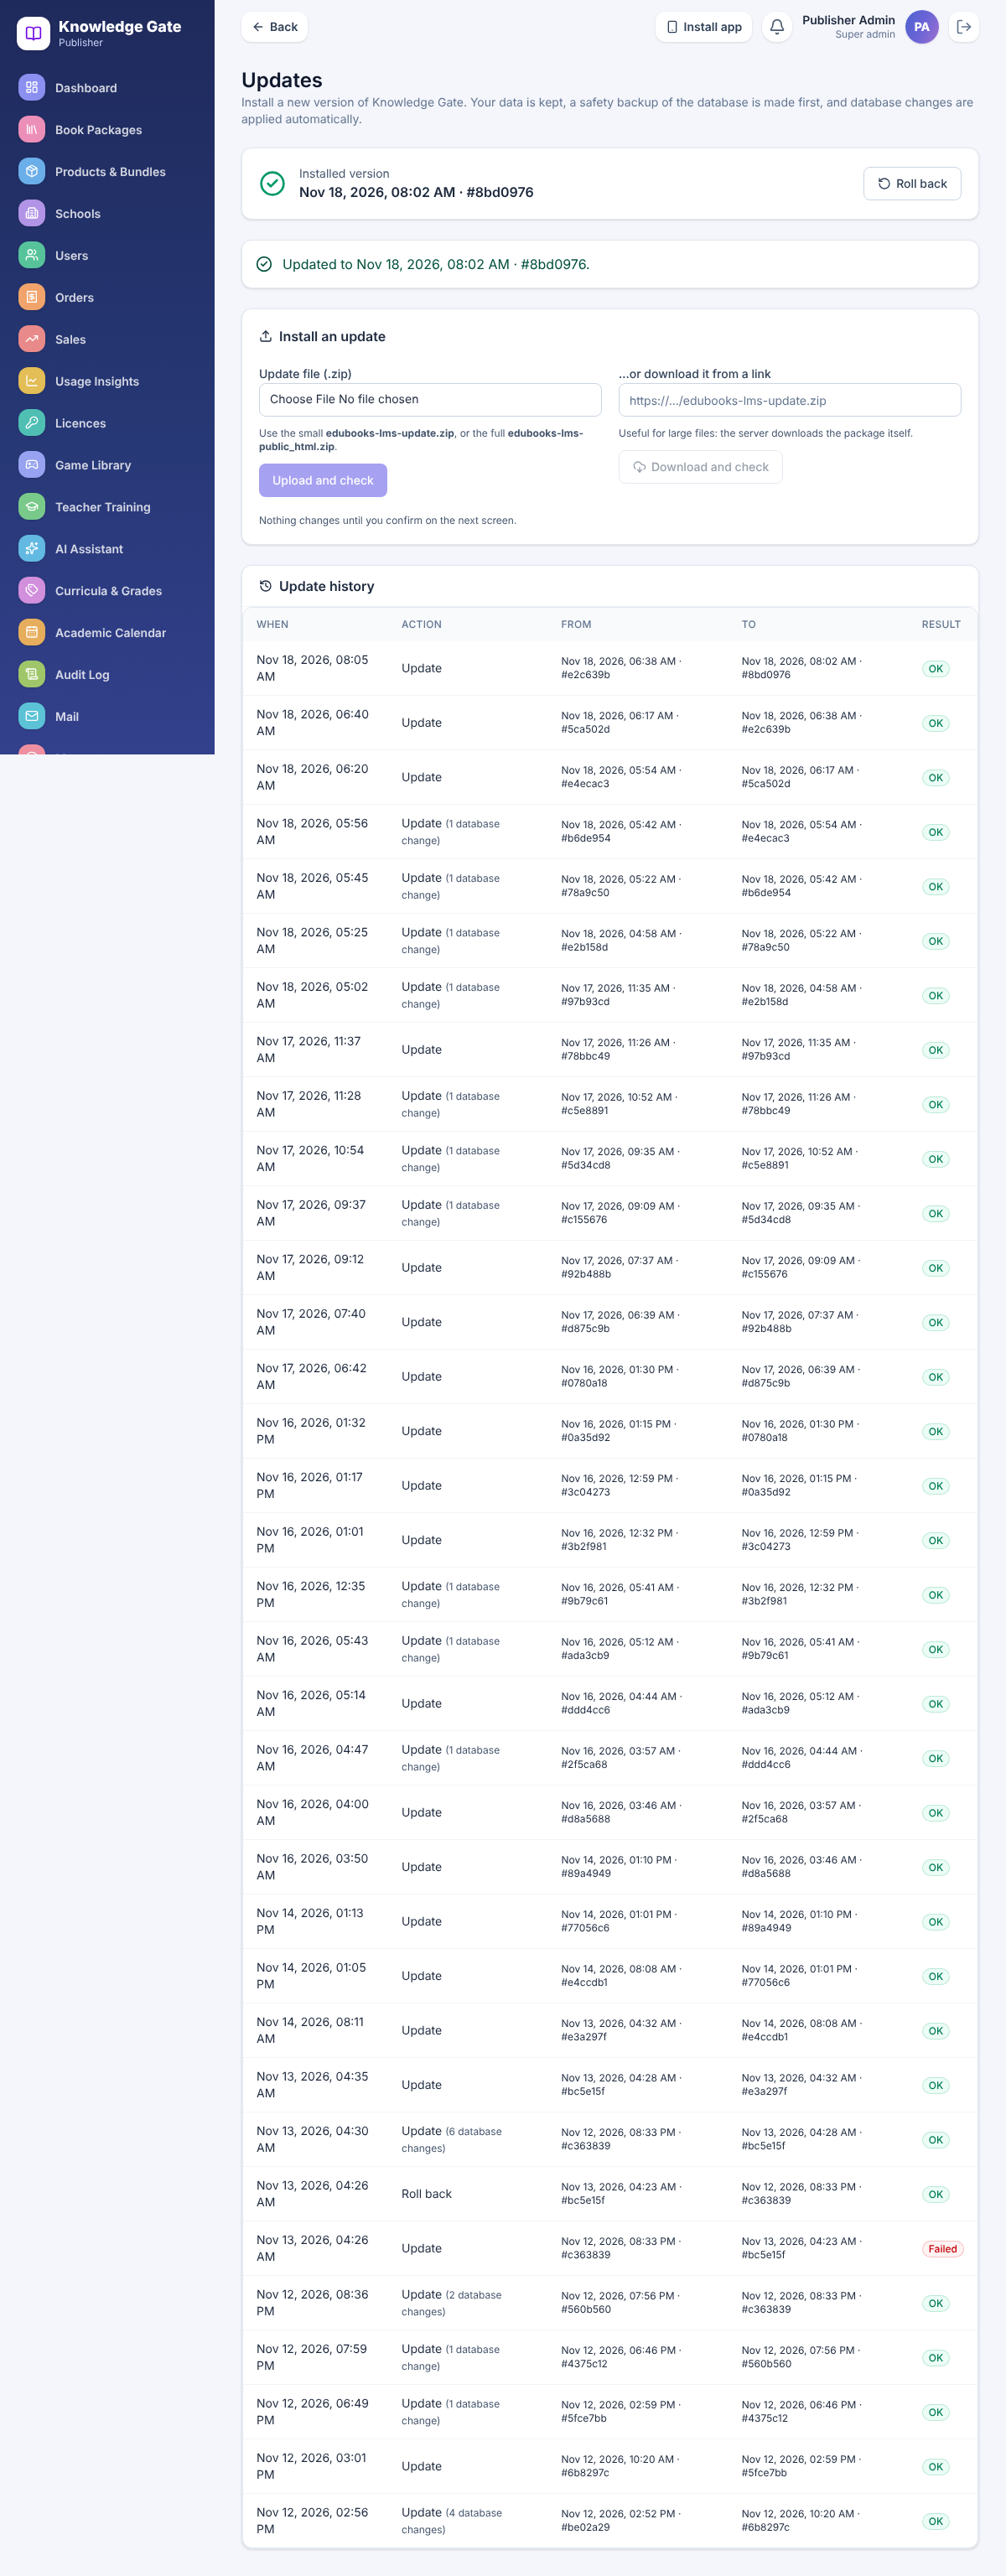 Knowledge Gate
Publisher
Dashboard
Book Packages
Products & Bundles
Schools
Users
Orders
Sales
Usage Insights
Licences
Game Library
Teacher Training
AI Assistant
Curricula & Grades
Academic Calendar
Audit Log
Mail
Back
Install app
Publisher Admin
Super admin
PA
Updates
Install a new version of Knowledge Gate. Your data is kept, a safety backup of the database is made first, and database changes are
applied automatically.
Installed version
Nov 18, 2026, 08:02 AM · #8bd0976
Roll back
Updated to Nov 18, 2026, 08:02 AM · #8bd0976.
Install an update
Update file (.zip)
Choose File No file chosen
Use the small edubooks-lms-update.zip, or the full edubooks-lms-
public_html.zip.
Upload and check
...or download it from a link
https://.../edubooks-lms-update.zip
Useful for large files: the server downloads the package itself.
Download and check
Nothing changes until you confirm on the next screen.
Update history
WHEN ACTION FROM TO RESULT
Nov 18, 2026, 08:05 AM Update Nov 18, 2026, 06:38 AM · #e2c639b Nov 18, 2026, 08:02 AM · #8bd0976 OK
Nov 18, 2026, 06:40 AM Update Nov 18, 2026, 06:17 AM · #5ca502d Nov 18, 2026, 06:38 AM · #e2c639b OK
Nov 18, 2026, 06:20 AM Update Nov 18, 2026, 05:54 AM · #e4ecac3 Nov 18, 2026, 06:17 AM · #5ca502d OK
Nov 18, 2026, 05:56 AM Update (1 database change) Nov 18, 2026, 05:42 AM · #b6de954 Nov 18, 2026, 05:54 AM · #e4ecac3 OK
Nov 18, 2026, 05:45 AM Update (1 database change) Nov 18, 2026, 05:22 AM · #78a9c50 Nov 18, 2026, 05:42 AM · #b6de954 OK
Nov 18, 2026, 05:25 AM Update (1 database change) Nov 18, 2026, 04:58 AM · #e2b158d Nov 18, 2026, 05:22 AM · #78a9c50 OK
Nov 18, 2026, 05:02 AM Update (1 database change) Nov 17, 2026, 11:35 AM · #97b93cd Nov 18, 2026, 04:58 AM · #e2b158d OK
Nov 17, 2026, 11:37 AM Update Nov 17, 2026, 11:26 AM · #78bbc49 Nov 17, 2026, 11:35 AM · #97b93cd OK
Nov 17, 2026, 11:28 AM Update (1 database change) Nov 17, 2026, 10:52 AM · #c5e8891 Nov 17, 2026, 11:26 AM · #78bbc49 OK
Nov 17, 2026, 10:54 AM Update (1 database change) Nov 17, 2026, 09:35 AM · #5d34cd8 Nov 17, 2026, 10:52 AM · #c5e8891 OK
Nov 17, 2026, 09:37 AM Update (1 database change) Nov 17, 2026, 09:09 AM · #c155676 Nov 17, 2026, 09:35 AM · #5d34cd8 OK
Nov 17, 2026, 09:12 AM Update Nov 17, 2026, 07:37 AM · #92b488b Nov 17, 2026, 09:09 AM · #c155676 OK
Nov 17, 2026, 07:40 AM Update Nov 17, 2026, 06:39 AM · #d875c9b Nov 17, 2026, 07:37 AM · #92b488b OK
Nov 17, 2026, 06:42 AM Update Nov 16, 2026, 01:30 PM · #0780a18 Nov 17, 2026, 06:39 AM · #d875c9b OK
Nov 16, 2026, 01:32 PM Update Nov 16, 2026, 01:15 PM · #0a35d92 Nov 16, 2026, 01:30 PM · #0780a18 OK
Nov 16, 2026, 01:17 PM Update Nov 16, 2026, 12:59 PM · #3c04273 Nov 16, 2026, 01:15 PM · #0a35d92 OK
Nov 16, 2026, 01:01 PM Update Nov 16, 2026, 12:32 PM · #3b2f981 Nov 16, 2026, 12:59 PM · #3c04273 OK
Nov 16, 2026, 12:35 PM Update (1 database change) Nov 16, 2026, 05:41 AM · #9b79c61 Nov 16, 2026, 12:32 PM · #3b2f981 OK
Nov 16, 2026, 05:43 AM Update (1 database change) Nov 16, 2026, 05:12 AM · #ada3cb9 Nov 16, 2026, 05:41 AM · #9b79c61 OK
Nov 16, 2026, 05:14 AM Update Nov 16, 2026, 04:44 AM · #ddd4cc6 Nov 16, 2026, 05:12 AM · #ada3cb9 OK
Nov 16, 2026, 04:47 AM Update (1 database change) Nov 16, 2026, 03:57 AM · #2f5ca68 Nov 16, 2026, 04:44 AM · #ddd4cc6 OK
Nov 16, 2026, 04:00 AM Update Nov 16, 2026, 03:46 AM · #d8a5688 Nov 16, 2026, 03:57 AM · #2f5ca68 OK
Nov 16, 2026, 03:50 AM Update Nov 14, 2026, 01:10 PM · #89a4949 Nov 16, 2026, 03:46 AM · #d8a5688 OK
Nov 14, 2026, 01:13 PM Update Nov 14, 2026, 01:01 PM · #77056c6 Nov 14, 2026, 01:10 PM · #89a4949 OK
Nov 14, 2026, 01:05 PM Update Nov 14, 2026, 08:08 AM · #e4ccdb1 Nov 14, 2026, 01:01 PM · #77056c6 OK
Nov 14, 2026, 08:11 AM Update Nov 13, 2026, 04:32 AM · #e3a297f Nov 14, 2026, 08:08 AM · #e4ccdb1 OK
Nov 13, 2026, 04:35 AM Update Nov 13, 2026, 04:28 AM · #bc5e15f Nov 13, 2026, 04:32 AM · #e3a297f OK
Nov 13, 2026, 04:30 AM Update (6 database changes) Nov 12, 2026, 08:33 PM · #c363839 Nov 13, 2026, 04:28 AM · #bc5e15f OK
Nov 13, 2026, 04:26 AM Roll back Nov 13, 2026, 04:23 AM · #bc5e15f Nov 12, 2026, 08:33 PM · #c363839 OK
Nov 13, 2026, 04:26 AM Update Nov 12, 2026, 08:33 PM · #c363839 Nov 13, 2026, 04:23 AM · #bc5e15f Failed
Nov 12, 2026, 08:36 PM Update (2 database changes) Nov 12, 2026, 07:56 PM · #560b560 Nov 12, 2026, 08:33 PM · #c363839 OK
Nov 12, 2026, 07:59 PM Update (1 database change) Nov 12, 2026, 06:46 PM · #4375c12 Nov 12, 2026, 07:56 PM · #560b560 OK
Nov 12, 2026, 06:49 PM Update (1 database change) Nov 12, 2026, 02:59 PM · #5fce7bb Nov 12, 2026, 06:46 PM · #4375c12 OK
Nov 12, 2026, 03:01 PM Update Nov 12, 2026, 10:20 AM · #6b8297c Nov 12, 2026, 02:59 PM · #5fce7bb OK
Nov 12, 2026, 02:56 PM Update (4 database changes) Nov 12, 2026, 02:52 PM · #be02a29 Nov 12, 2026, 10:20 AM · #6b8297c OK